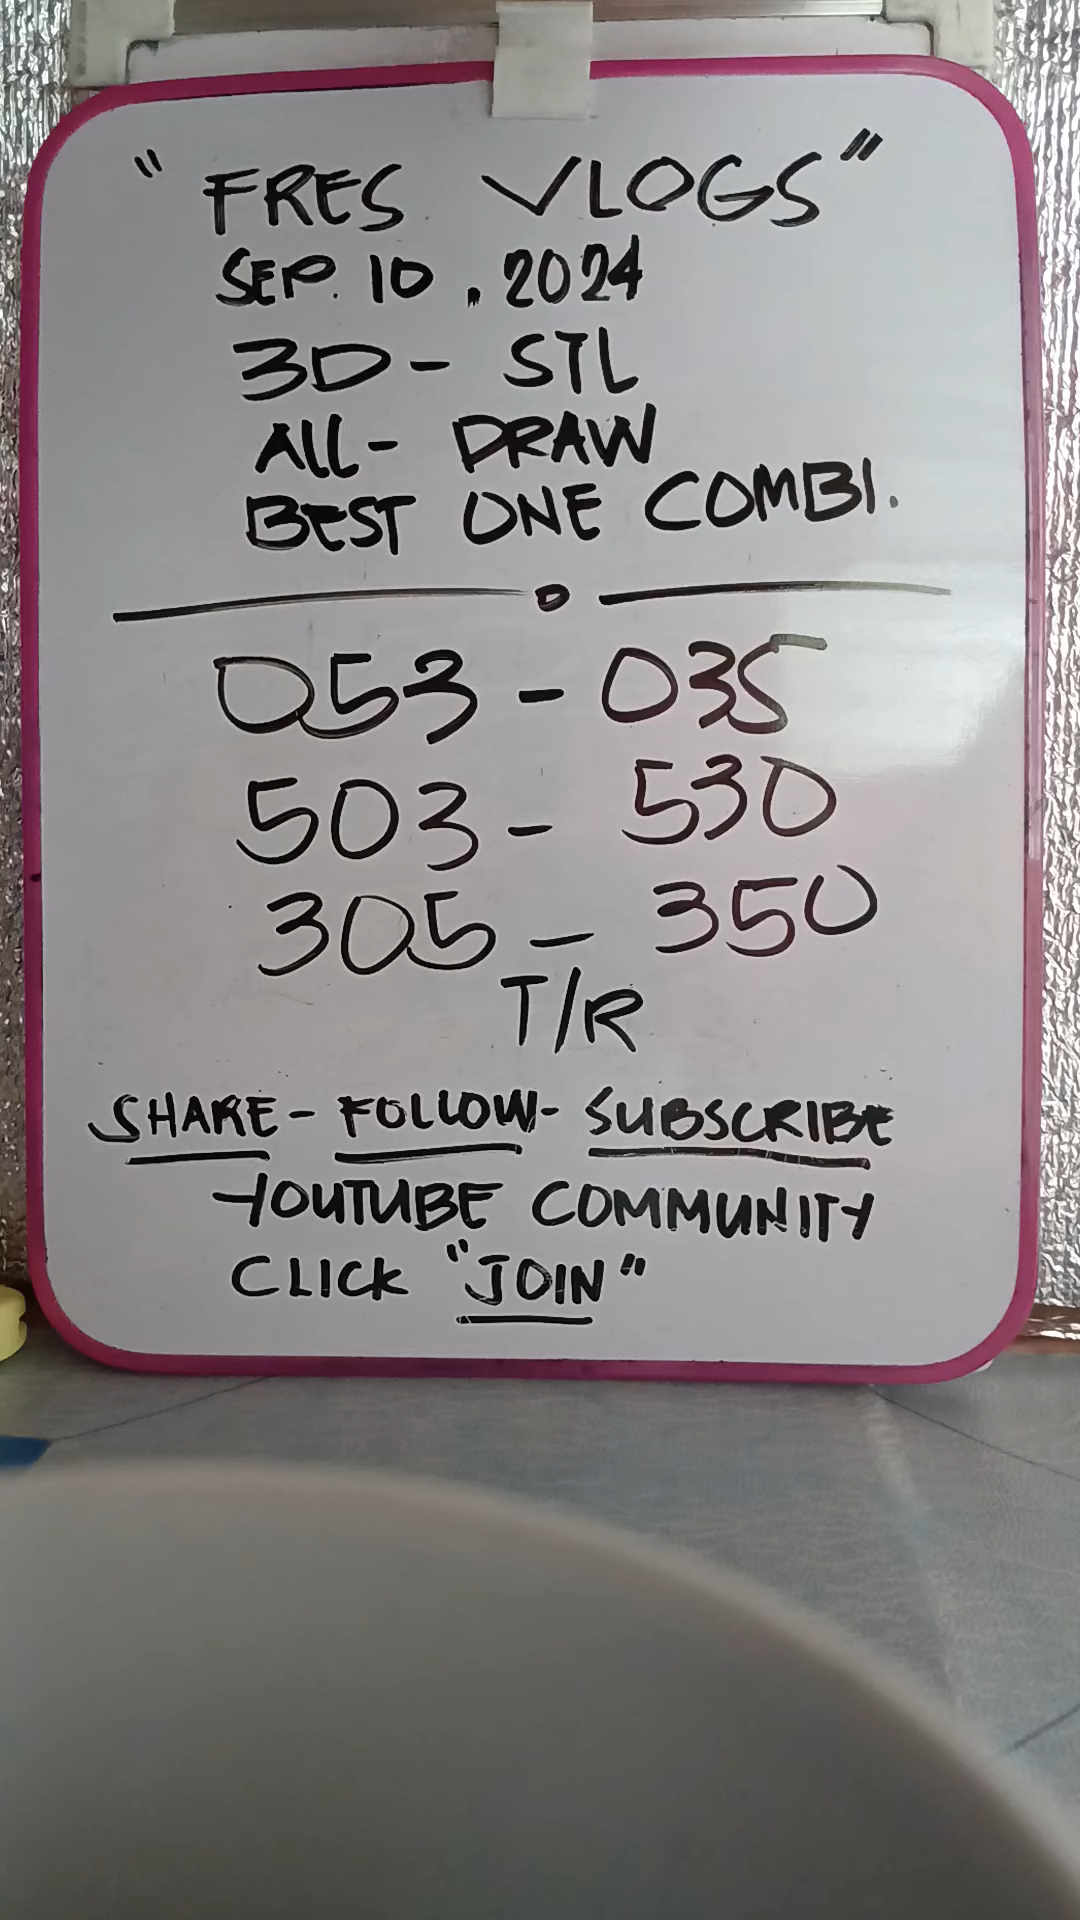 "FRES VLOGS"
SEP. 10, 2024
3D - STL
ALL - DRAW
BEST ONE COMBI.
053 - 035
503 - 530
305 - 350
T/R
SHARE - FOLLOW - SUBSCRIBE
YOUTUBE COMMUNITY
CLICK "JOIN"